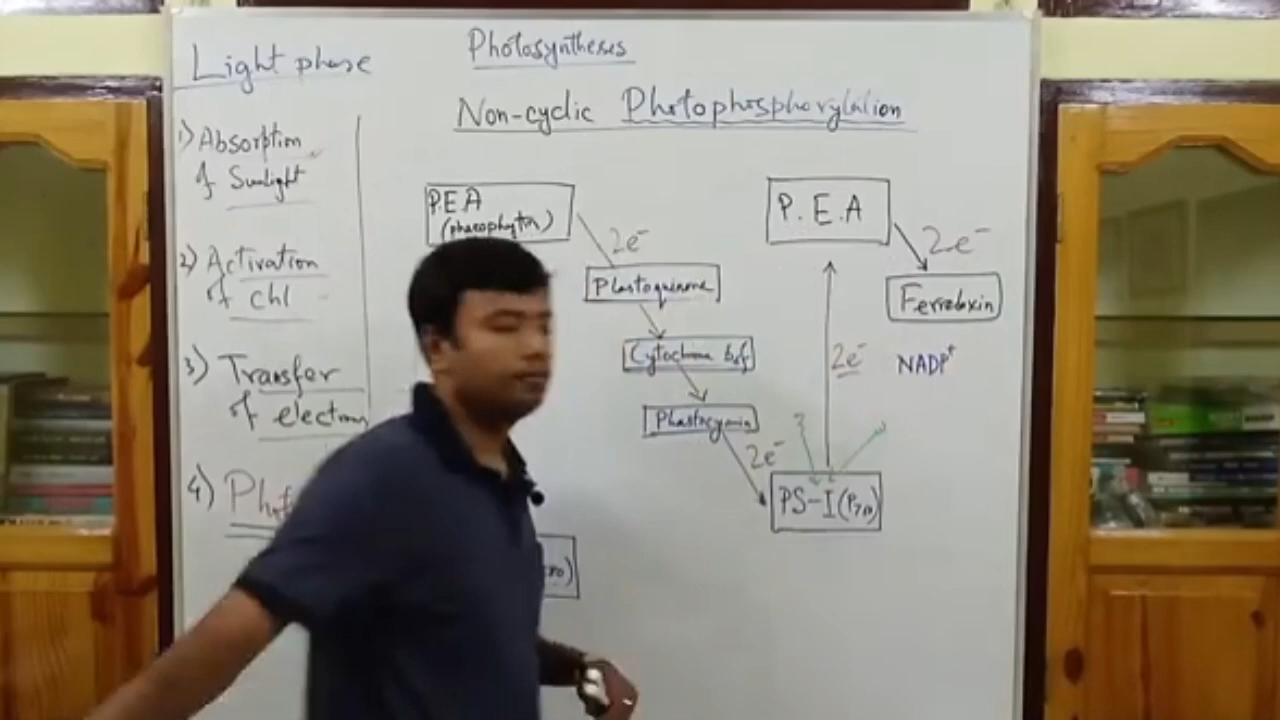 Light phase
Photosyntheses
Non-cyclic Photophosphorylation
1) Absorption
of Sunlight
2) Activation
of Chl
3) Transfer
of electrons
4)
P.E.A
(phaeophytin)
2e⁻
Plastoquinone
Cytochrome b₆f
Plastocyanin
2e⁻
PS-I (P₇₀₀)
2e⁻
P. E. A
2e⁻
Ferredoxin
NADP⁺